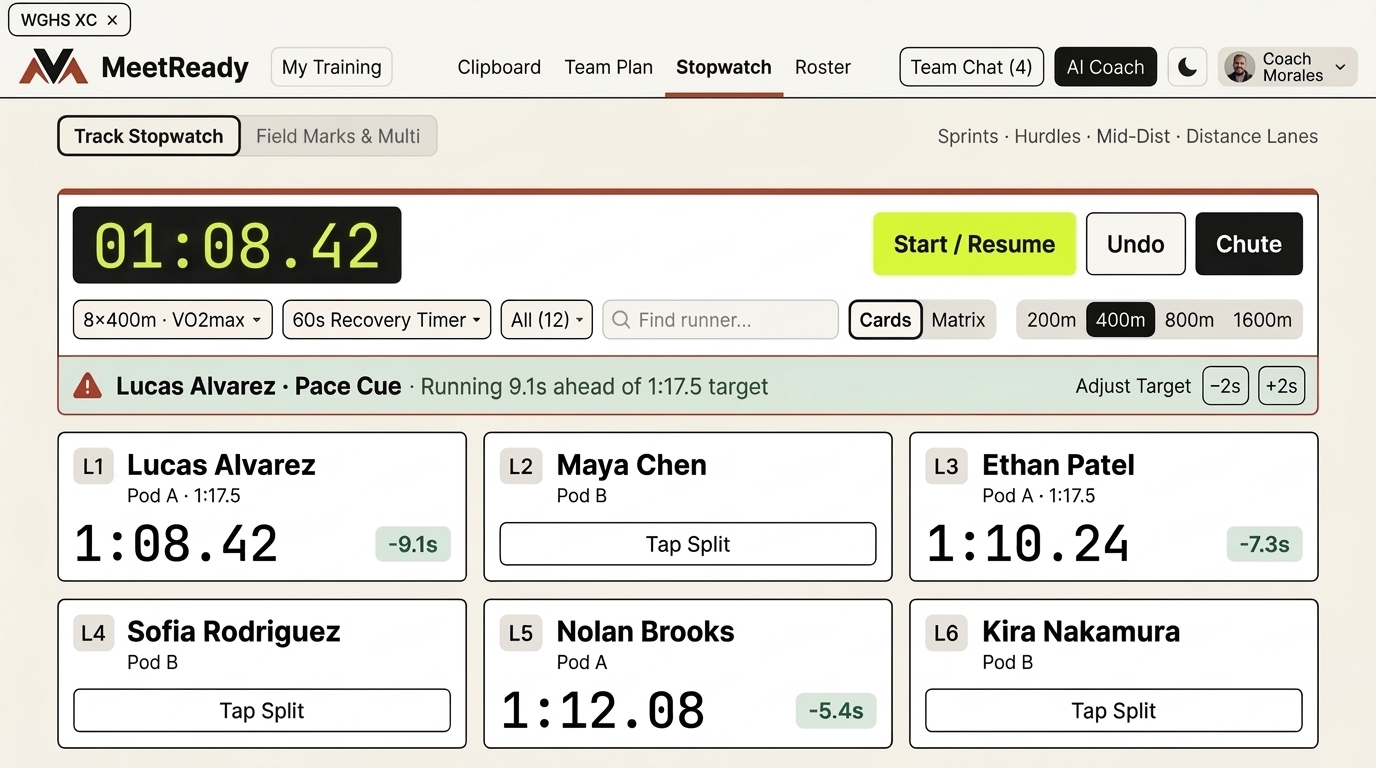 WGHS XC ×
MeetReady
My Training
Clipboard
Team Plan
Stopwatch
Roster
Team Chat (4)
AI Coach
Coach
Morales
Track Stopwatch
Field Marks & Multi
Sprints · Hurdles · Mid-Dist · Distance Lanes
01:08.42
Start / Resume
Undo
Chute
8×400m · VO2max
60s Recovery Timer
All (12)
Find runner...
Cards
Matrix
200m
400m
800m
1600m
Lucas Alvarez · Pace Cue · Running 9.1s ahead of 1:17.5 target
Adjust Target
−2s
+2s
L1
Lucas Alvarez
Pod A · 1:17.5
1:08.42
-9.1s
L2
Maya Chen
Pod B
Tap Split
L3
Ethan Patel
Pod A · 1:17.5
1:10.24
-7.3s
L4
Sofia Rodriguez
Pod B
Tap Split
L5
Nolan Brooks
Pod A
1:12.08
-5.4s
L6
Kira Nakamura
Pod B
Tap Split